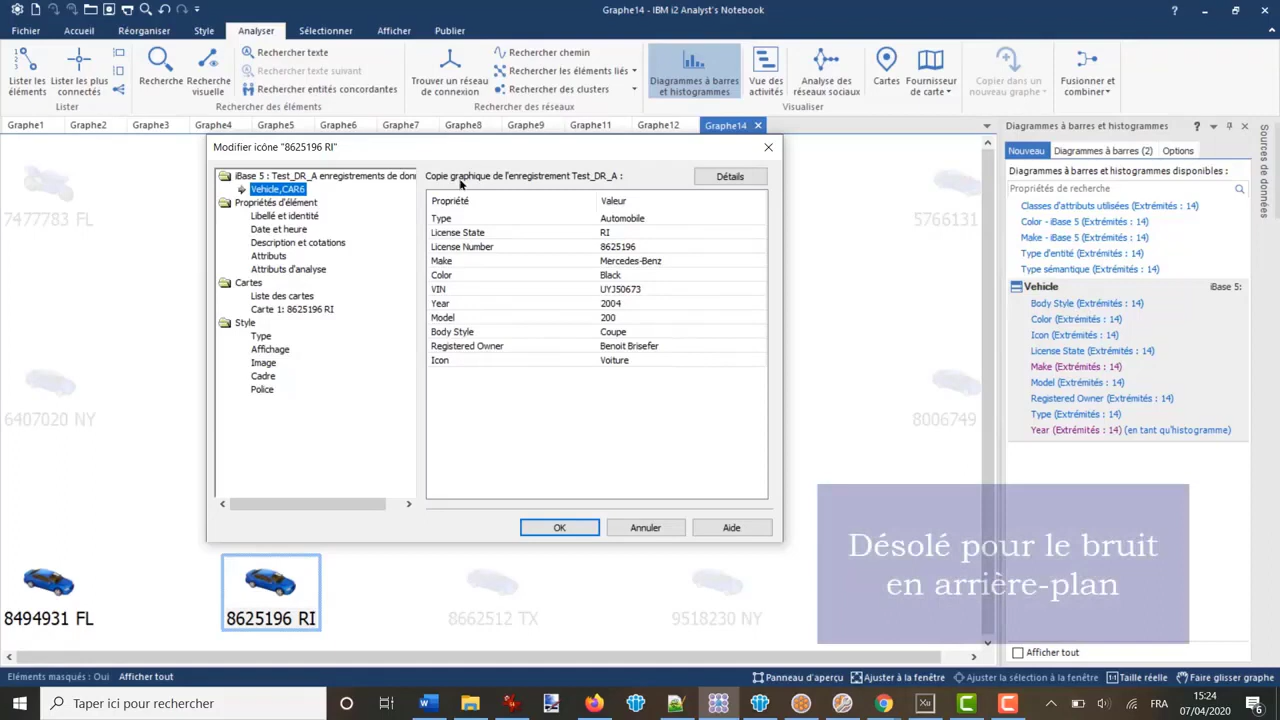 Graphe14 - IBM i2 Analyst's Notebook
Fichier Accueil Réorganiser Style Analyser Sélectionner Afficher Publier
Lister les éléments
Lister les plus connectés
Lister
Recherche
Recherche visuelle
Rechercher texte
Rechercher texte suivant
Rechercher entités concordantes
Rechercher des éléments
Trouver un réseau de connexion
Rechercher chemin
Rechercher les éléments liés
Rechercher des clusters
Rechercher des réseaux
Diagrammes à barres et histogrammes
Vue des activités
Analyse des réseaux sociaux
Cartes
Fournisseur de carte
Copier dans un nouveau graphe
Fusionner et combiner
Visualiser
Graphe1 Graphe2 Graphe3 Graphe4 Graphe5 Graphe6 Graphe7 Graphe8 Graphe9 Graphe11 Graphe12 Graphe14
Modifier icône "8625196 RI"
iBase 5 : Test_DR_A enregistrements de donn
Vehicle,CAR6
Propriétés d'élément
Libellé et identité
Date et heure
Description et cotations
Attributs
Attributs d'analyse
Cartes
Liste des cartes
Carte 1: 8625196 RI
Style
Type
Affichage
Image
Cadre
Police
Copie graphique de l'enregistrement Test_DR_A :
Détails
Propriété Valeur
Type Automobile
License State RI
License Number 8625196
Make Mercedes-Benz
Color Black
VIN UYJ50673
Year 2004
Model 200
Body Style Coupe
Registered Owner Benoit Brisefer
Icon Voiture
OK Annuler Aide
7477783 FL
5766131
6407020 NY
8006749
8494931 FL
8625196 RI
8662512 TX
9518230 NY
Diagrammes à barres et histogrammes
Nouveau Diagrammes à barres (2) Options
Diagrammes à barres et histogrammes disponibles :
Propriétés de recherche
Classes d'attributs utilisées (Extrémités : 14)
Color - iBase 5 (Extrémités : 14)
Make - iBase 5 (Extrémités : 14)
Type d'entité (Extrémités : 14)
Type sémantique (Extrémités : 14)
Vehicle iBase 5:
Body Style (Extrémités : 14)
Color (Extrémités : 14)
Icon (Extrémités : 14)
License State (Extrémités : 14)
Make (Extrémités : 14)
Model (Extrémités : 14)
Registered Owner (Extrémités : 14)
Type (Extrémités : 14)
Year (Extrémités : 14) (en tant qu'histogramme)
Afficher tout
Sources de données
Désolé pour le bruit
en arrière-plan
Eléments masqués : Oui Afficher tout
Panneau d'aperçu Ajuster à la fenêtre Ajuster la sélection à la fenêtre Taille réelle Faire glisser graphe
Taper ici pour rechercher
15:24
07/04/2020
6